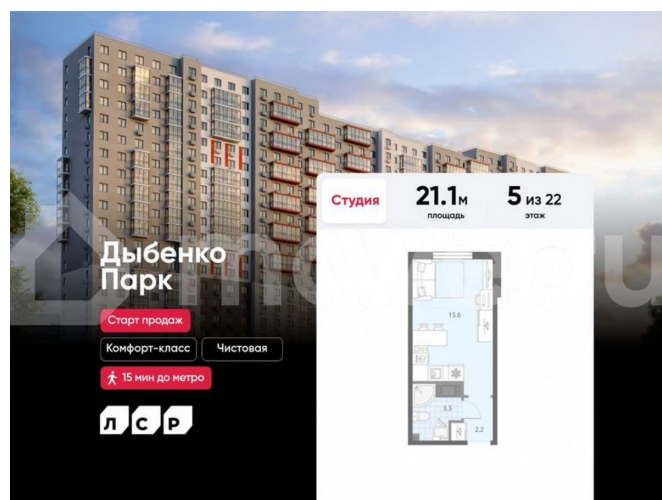 Студия
21.1м
площадь
5 из 22
этаж
Дыбенко
Парк
Старт продаж
Комфорт-класс
Чистовая
15 мин до метро
ЛСР
15.6
3.3
2.2